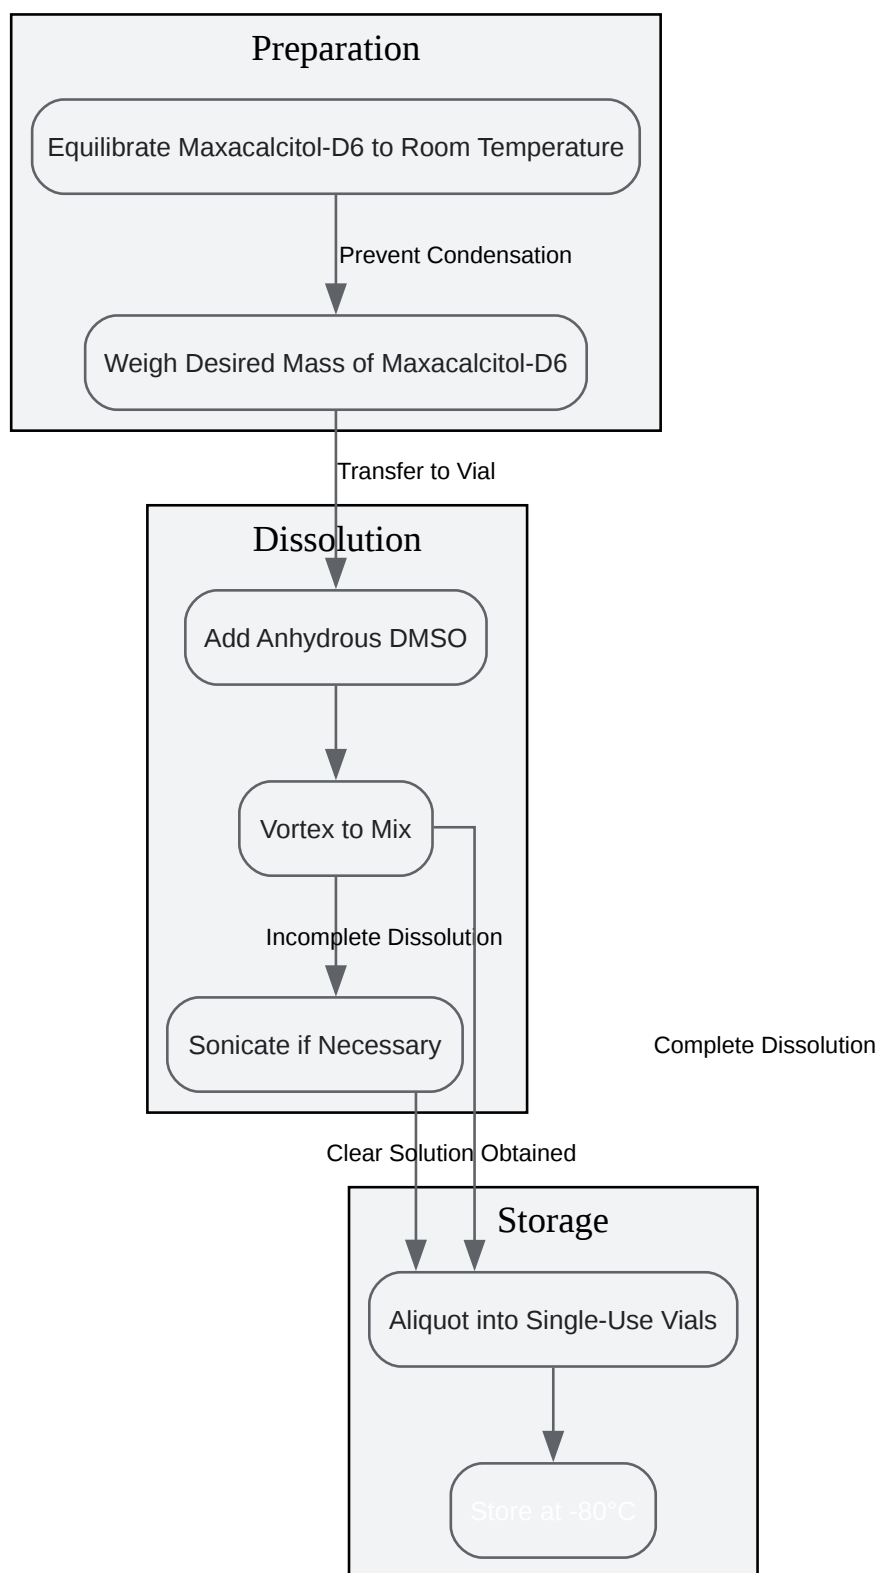 Preparation
Equilibrate Maxacalcitol-D6 to Room Temperature
Prevent Condensation
Weigh Desired Mass of Maxacalcitol-D6
Transfer to Vial
Dissolution
Add Anhydrous DMSO
Vortex to Mix
Incomplete Dissolution
Sonicate if Necessary
Complete Dissolution
Clear Solution Obtained
Storage
Aliquot into Single-Use Vials
Store at -80°C